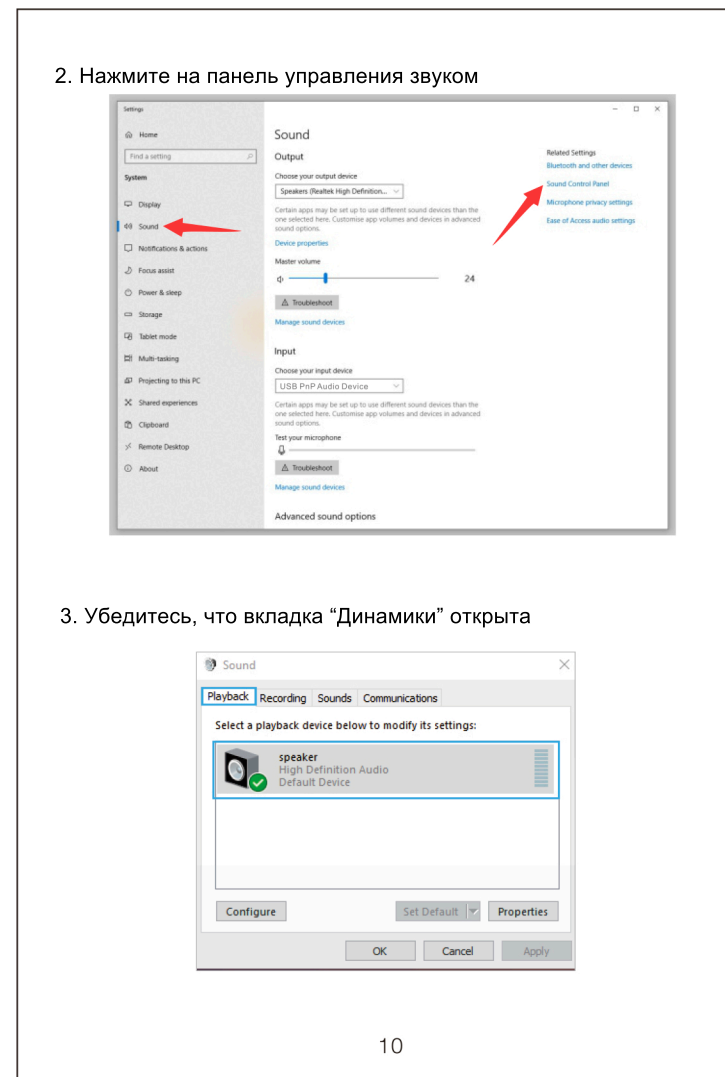 2. Нажмите на панель управления звуком
Settings
Home
Find a setting
System
Display
Sound
Notifications & actions
Focus assist
Power & sleep
Storage
Tablet mode
Multi-tasking
Projecting to this PC
Shared experiences
Clipboard
Remote Desktop
About
Sound
Output
Choose your output device
Speakers (Realtek High Definition...
Certain apps may be set up to use different sound devices than the
one selected here. Customise app volumes and devices in advanced
sound options.
Device properties
Master volume
24
Troubleshoot
Manage sound devices
Input
Choose your input device
USB PnP Audio Device
Certain apps may be set up to use different sound devices than the
one selected here. Customise app volumes and devices in advanced
sound options.
Test your microphone
Troubleshoot
Manage sound devices
Advanced sound options
Related Settings
Bluetooth and other devices
Sound Control Panel
Microphone privacy settings
Ease of Access audio settings
3. Убедитесь, что вкладка “Динамики” открыта
Sound
Playback Recording Sounds Communications
Select a playback device below to modify its settings:
speaker
High Definition Audio
Default Device
Configure Set Default Properties
OK Cancel Apply
10